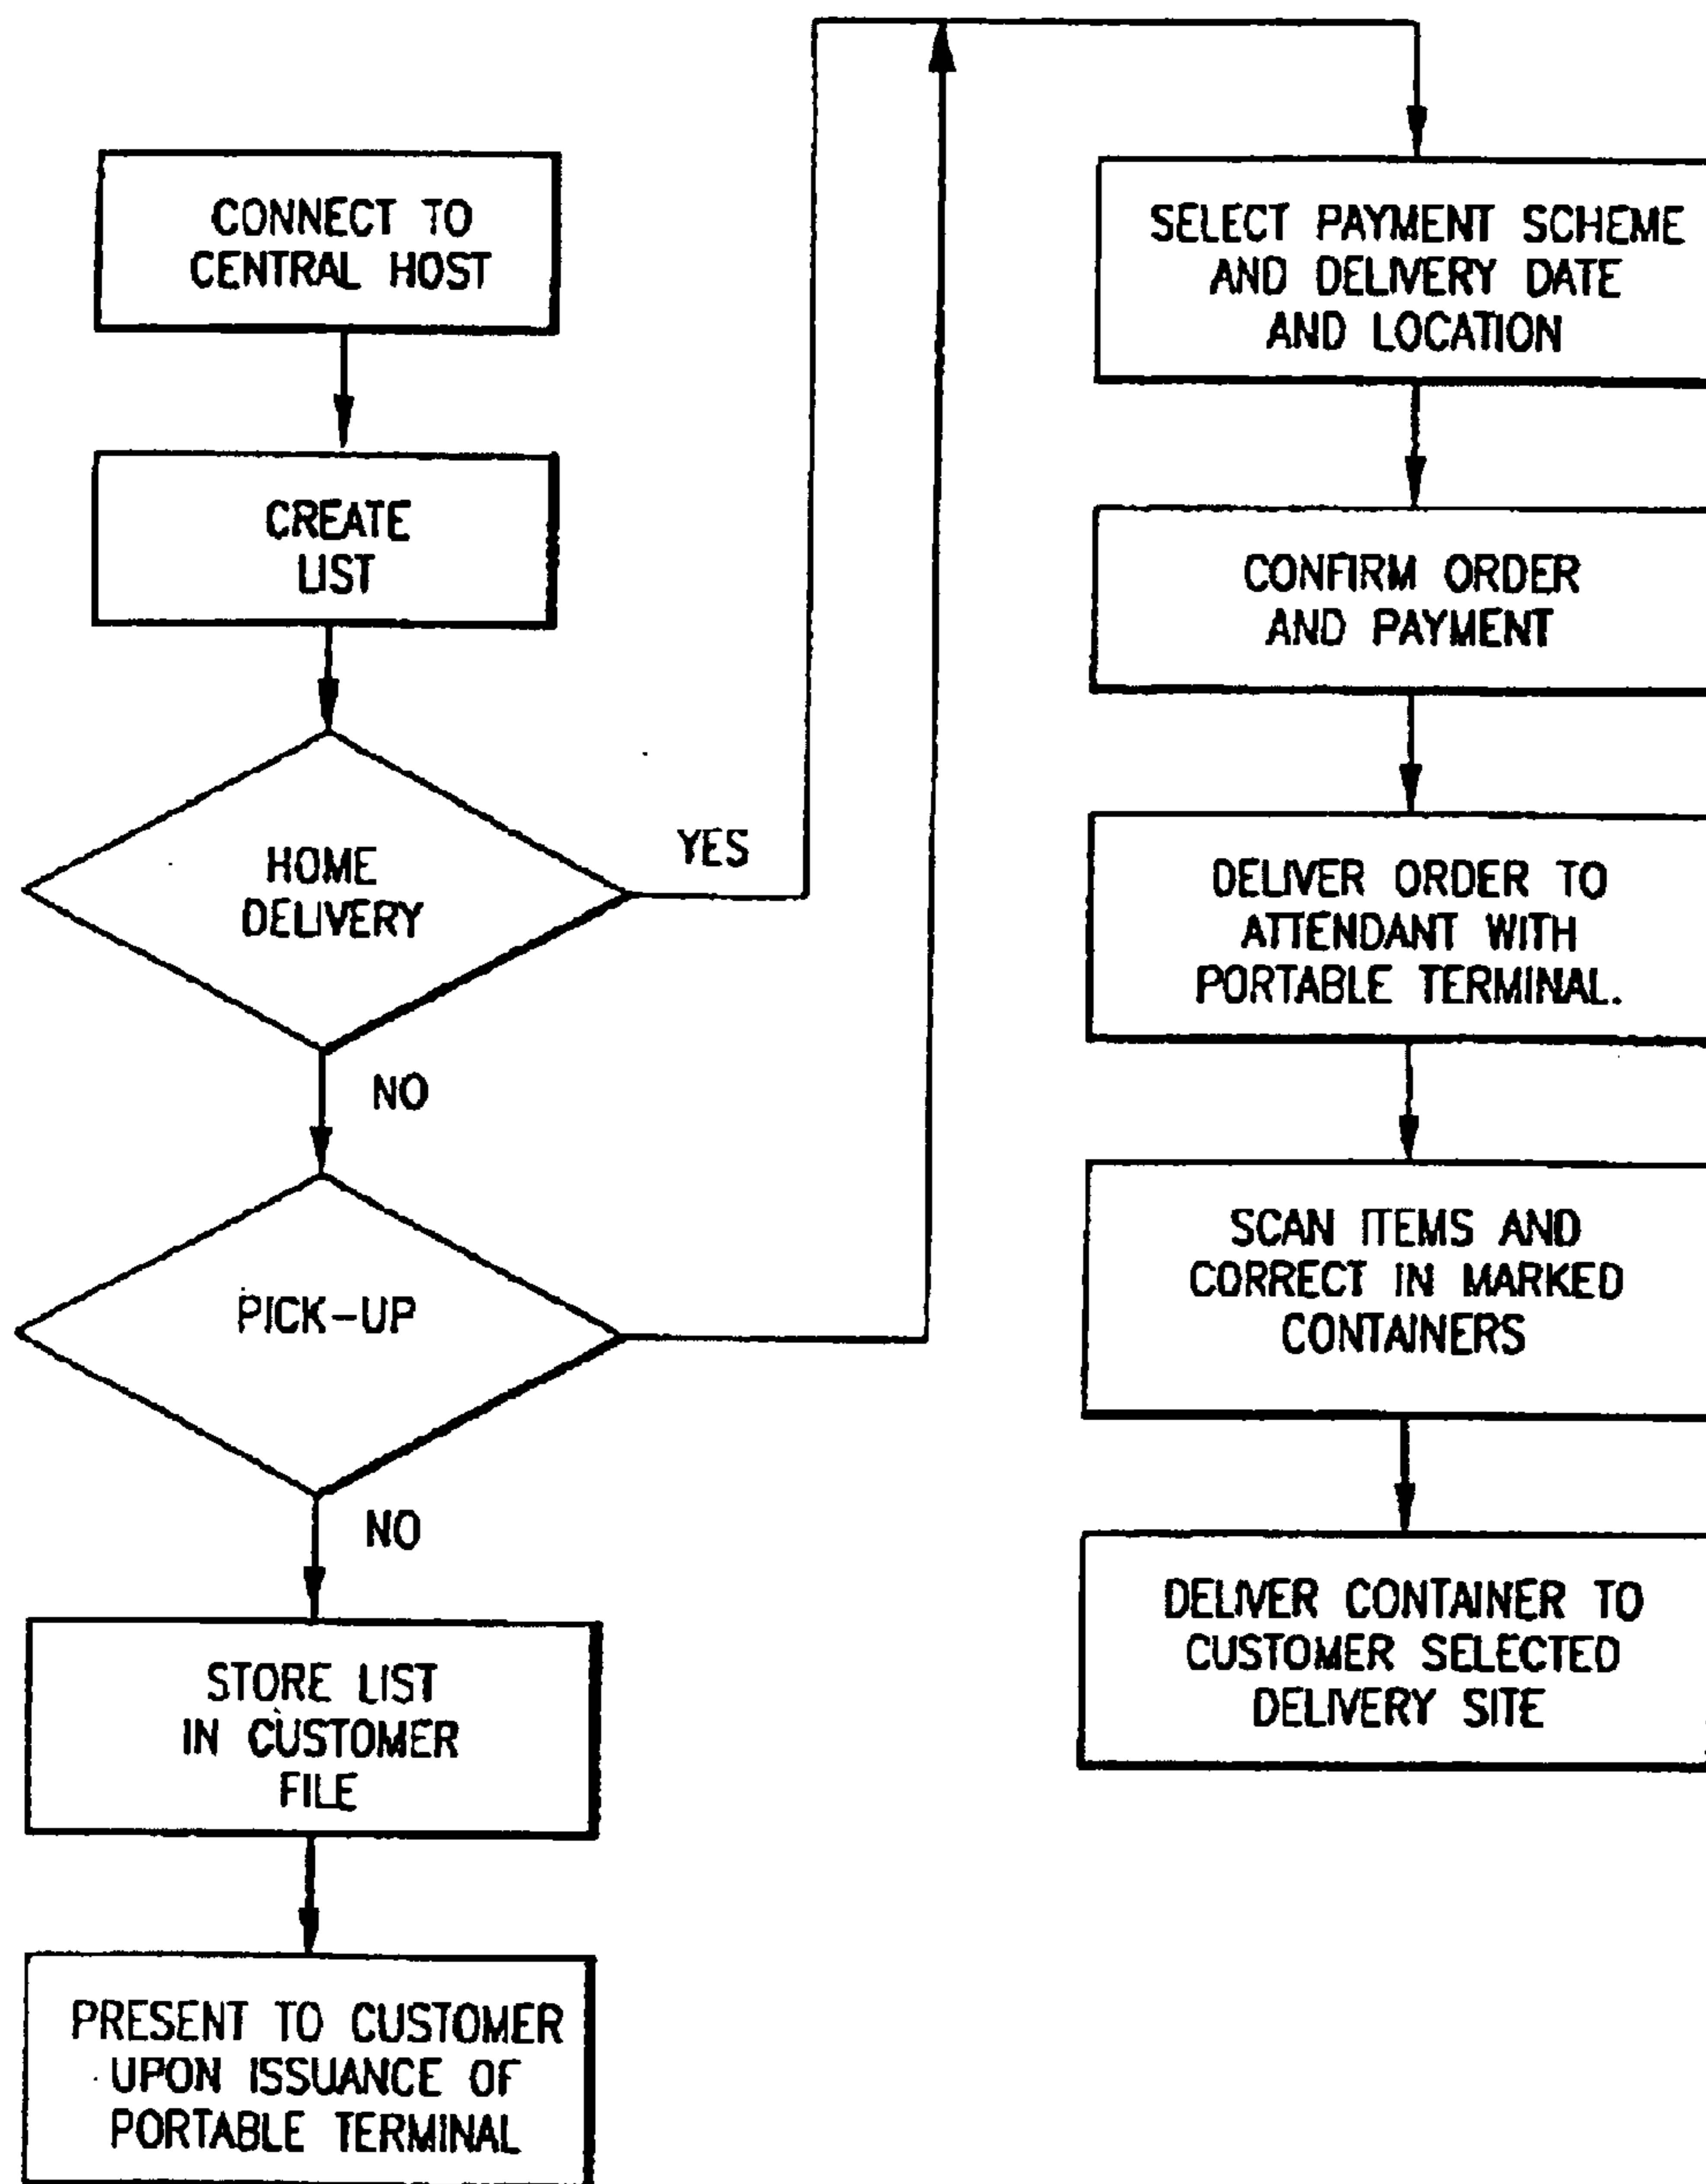 CONNECT TO
CENTRAL HOST
CREATE
LIST
HOME
DELIVERY
YES
NO
PICK-UP
NO
STORE LIST
IN CUSTOMER
FILE
PRESENT TO CUSTOMER
UPON ISSUANCE OF
PORTABLE TERMINAL
SELECT PAYMENT SCHEME
AND DELIVERY DATE
AND LOCATION
CONFIRM ORDER
AND PAYMENT
DELIVER ORDER TO
ATTENDANT WITH
PORTABLE TERMINAL.
SCAN ITEMS AND
CORRECT IN MARKED
CONTAINERS
DELIVER CONTAINER TO
CUSTOMER SELECTED
DELIVERY SITE